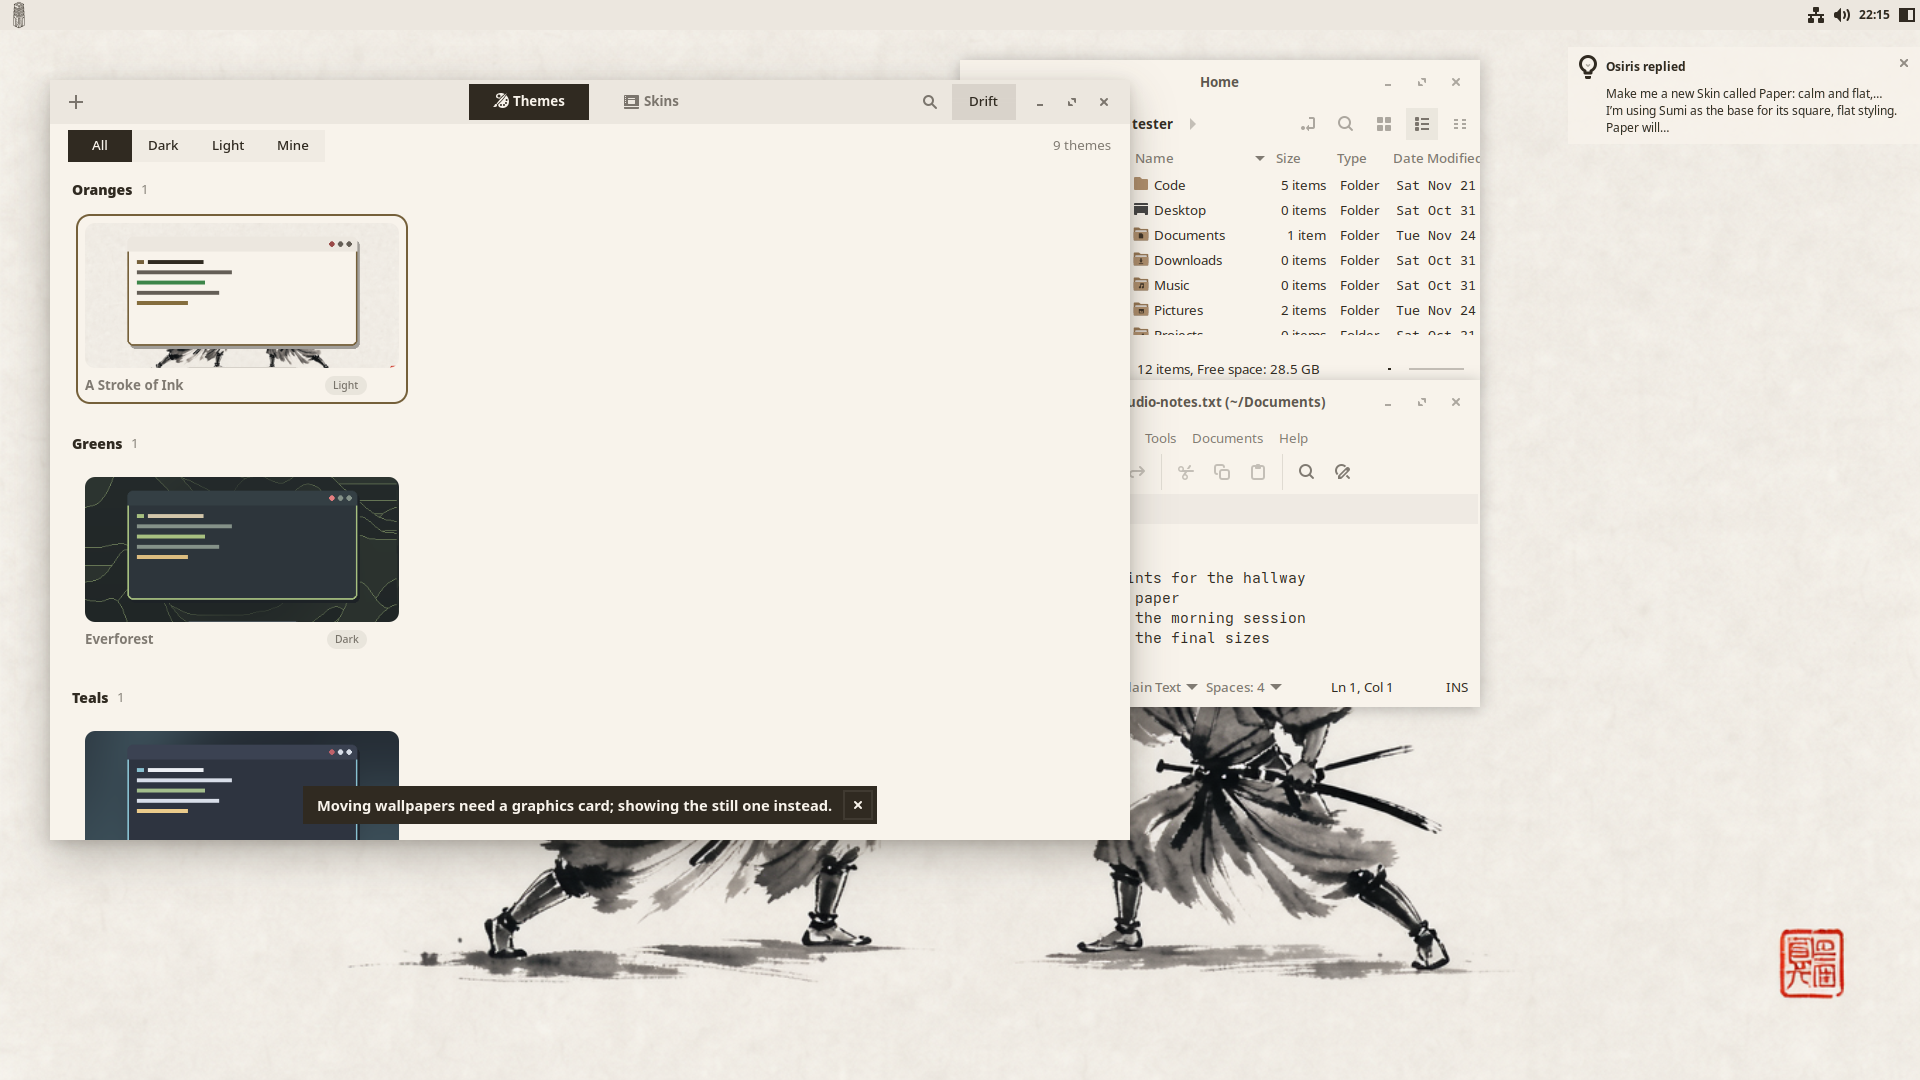 22:15
Osiris replied
Make me a new Skin called Paper: calm and flat,...
I'm using Sumi as the base for its square, flat styling.
Paper will...
Themes
Skins
Drift
All
Dark
Light
Mine
9 themes
Oranges 1
A Stroke of Ink
Light
Greens 1
Everforest
Dark
Teals 1
Moving wallpapers need a graphics card; showing the still one instead.
Home
tester
Name Size Type Date Modified
Code 5 items Folder Sat Nov 21
Desktop 0 items Folder Sat Oct 31
Documents 1 item Folder Tue Nov 24
Downloads 0 items Folder Sat Oct 31
Music 0 items Folder Sat Oct 31
Pictures 2 items Folder Tue Nov 24
Projects 0 items Folder Sat Oct 31
12 items, Free space: 28.5 GB
udio-notes.txt (~/Documents)
Tools Documents Help
ints for the hallway
paper
the morning session
the final sizes
lain Text Spaces: 4 Ln 1, Col 1 INS